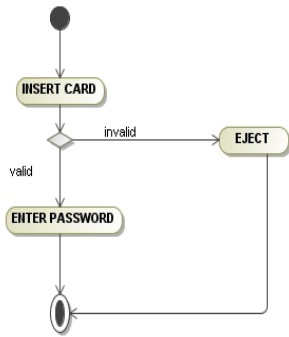 INSERT CARD
invalid
EJECT
valid
ENTER PASSWORD